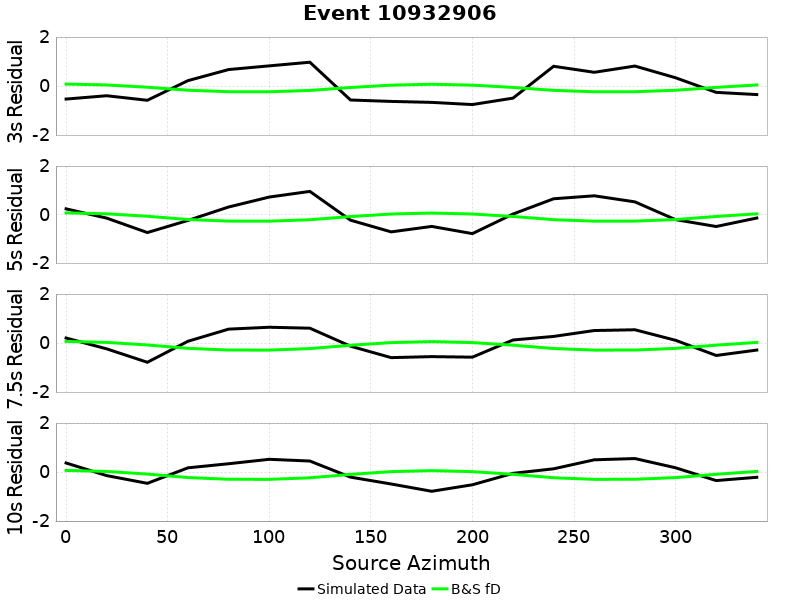 Event 10932906
2
0
-2
3s Residual
2
0
-2
5s Residual
2
0
-2
7.5s Residual
2
0
-2
10s Residual
0 50 100 150 200 250 300
Source Azimuth
Simulated Data B&S fD